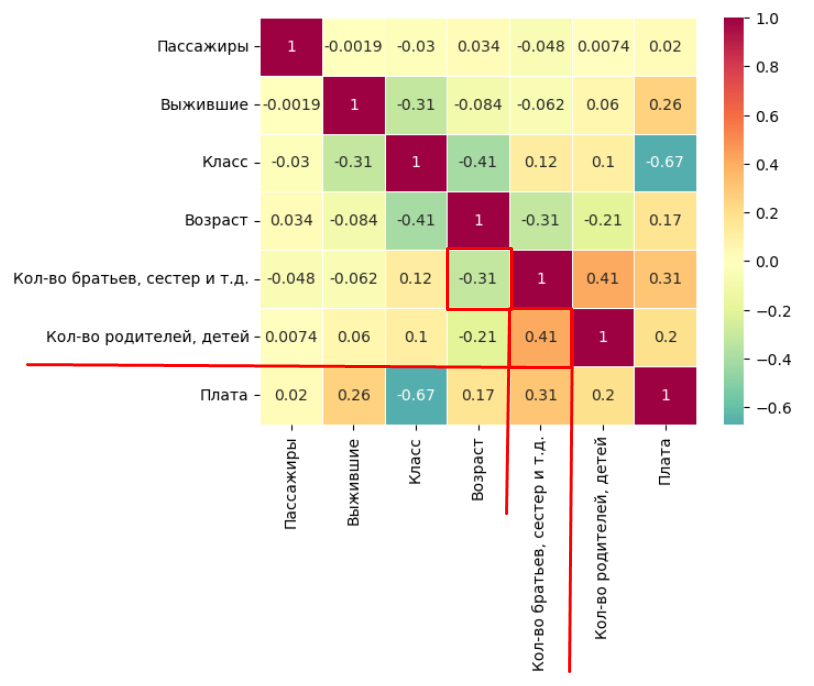 Пассажиры 1 -0.0019 -0.03 0.034 -0.048 0.0074 0.02
Выжившие -0.0019 1 -0.31 -0.084 -0.062 0.06 0.26
Класс -0.03 -0.31 1 -0.41 0.12 0.1 -0.67
Возраст 0.034 -0.084 -0.41 1 -0.31 -0.21 0.17
Кол-во братьев, сестер и т.д. -0.048 -0.062 0.12 -0.31 1 0.41 0.31
Кол-во родителей, детей 0.0074 0.06 0.1 -0.21 0.41 1 0.2
Плата 0.02 0.26 -0.67 0.17 0.31 0.2 1
Пассажиры
Выжившие
Класс
Возраст
Кол-во братьев, сестер и т.д.
Кол-во родителей, детей
Плата
1.0
0.8
0.6
0.4
0.2
0.0
−0.2
−0.4
−0.6